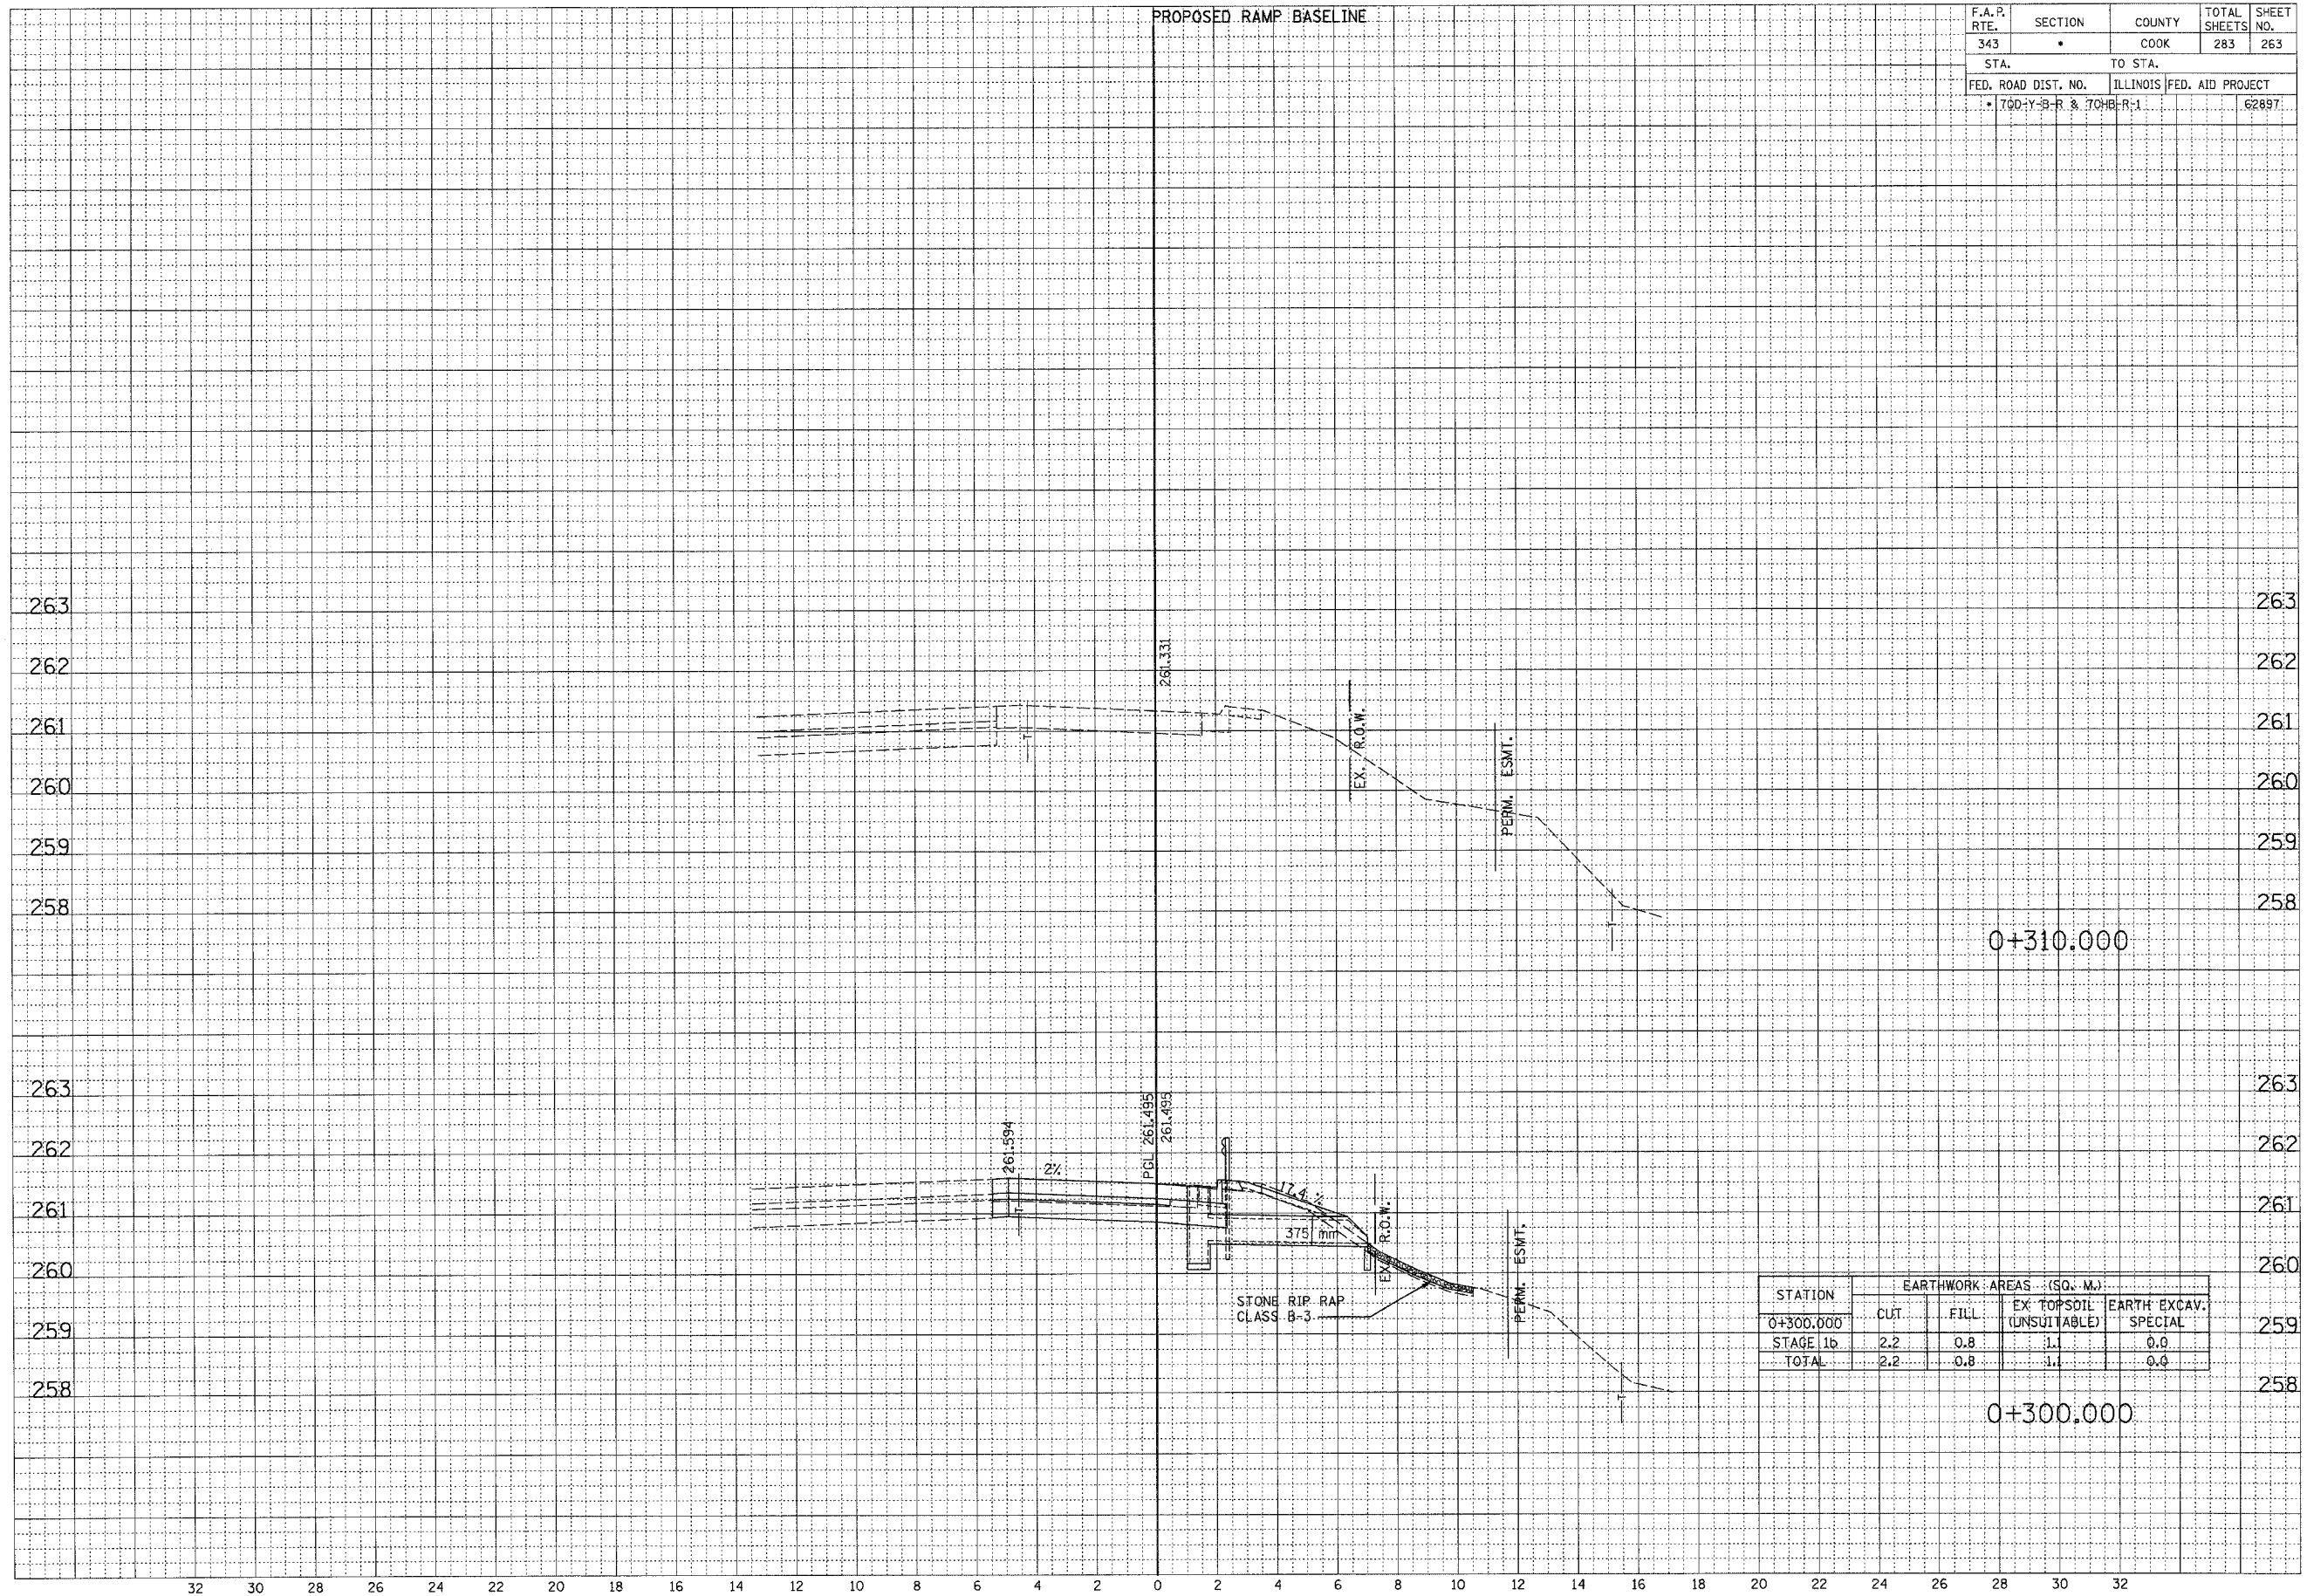 PROPOSED RAMP BASELINE
F.A.P. RTE. SECTION COUNTY TOTAL SHEETS SHEET NO.
343 * COOK 283 263
STA. TO STA.
FED. ROAD DIST. NO. ILLINOIS FED. AID PROJECT
* 70D-Y-B-R & 70HB-R-1 62897
263 263
262 261.331 262
261 EX. R.O.W. 261
260 PERM. ESMT. 260
259 259
258 258
T
T
0+310.000
263 263
262 261.594 PGL 261.495 261.495 262
2% 17.4 %
261 T EX. R.O.W. 261
375 mm
260 PERM. ESMT. 260
STONE RIP RAP
CLASS B-3
259 259
258 T 258
STATION EARTHWORK AREAS (SQ. M.)
0+300.000 CUT FILL EX TOPSOIL (UNSUITABLE) EARTH EXCAV. SPECIAL
STAGE 1b 2.2 0.8 1.1 0.0
TOTAL 2.2 0.8 1.1 0.0
0+300.000
32 30 28 26 24 22 20 18 16 14 12 10 8 6 4 2 0 2 4 6 8 10 12 14 16 18 20 22 24 26 28 30 32